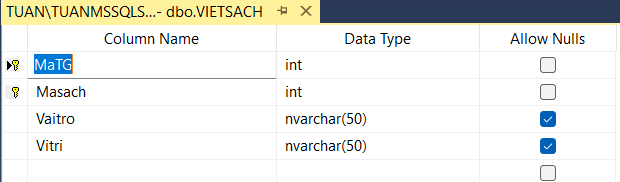 TUAN\TUANMSSQLS...- dbo.VIETSACH
Column Name Data Type Allow Nulls
MaTG int
Masach int
Vaitro nvarchar(50)
Vitri nvarchar(50)